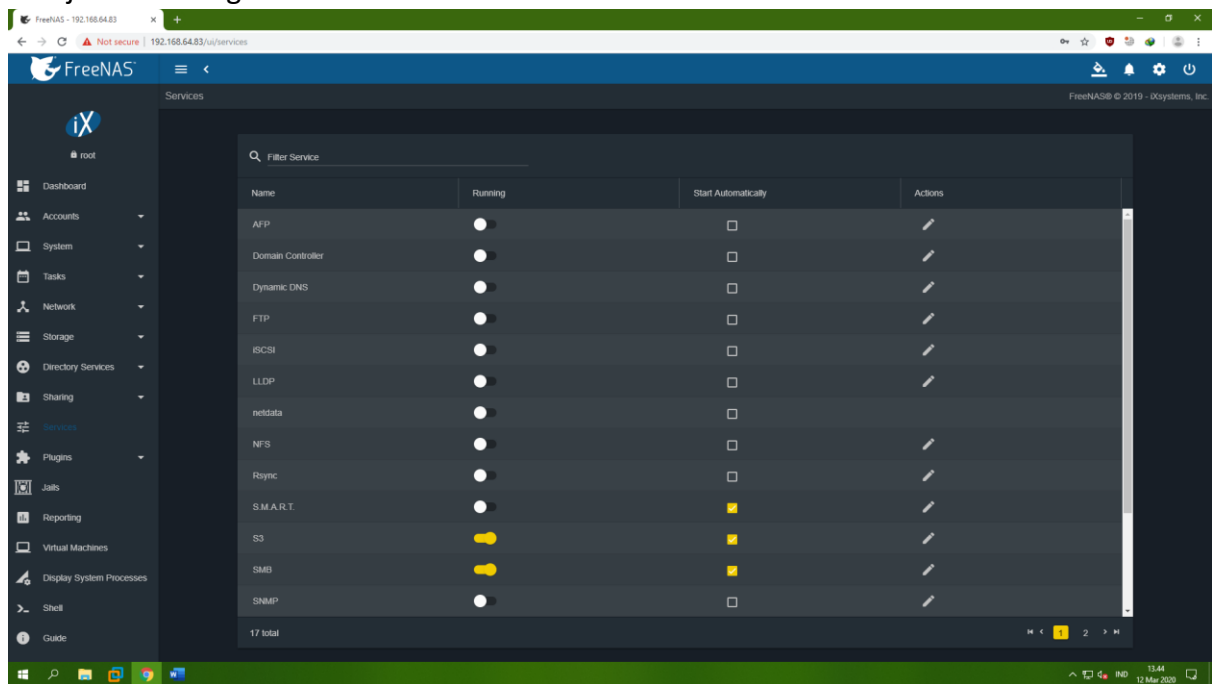 FreeNAS - 192.168.64.83
Not secure | 192.168.64.83/ui/services
FreeNAS
Services
FreeNAS® © 2019 - iXsystems, Inc.
iX
root
Filter Service
Dashboard
Accounts
System
Tasks
Network
Storage
Directory Services
Sharing
Services
Plugins
Jails
Reporting
Virtual Machines
Display System Processes
Shell
Guide
Name Running Start Automatically Actions
AFP
Domain Controller
Dynamic DNS
FTP
iSCSI
LLDP
netdata
NFS
Rsync
S.M.A.R.T.
S3
SMB
SNMP
17 total
1 2
IND
13.44
12 Mar 2020